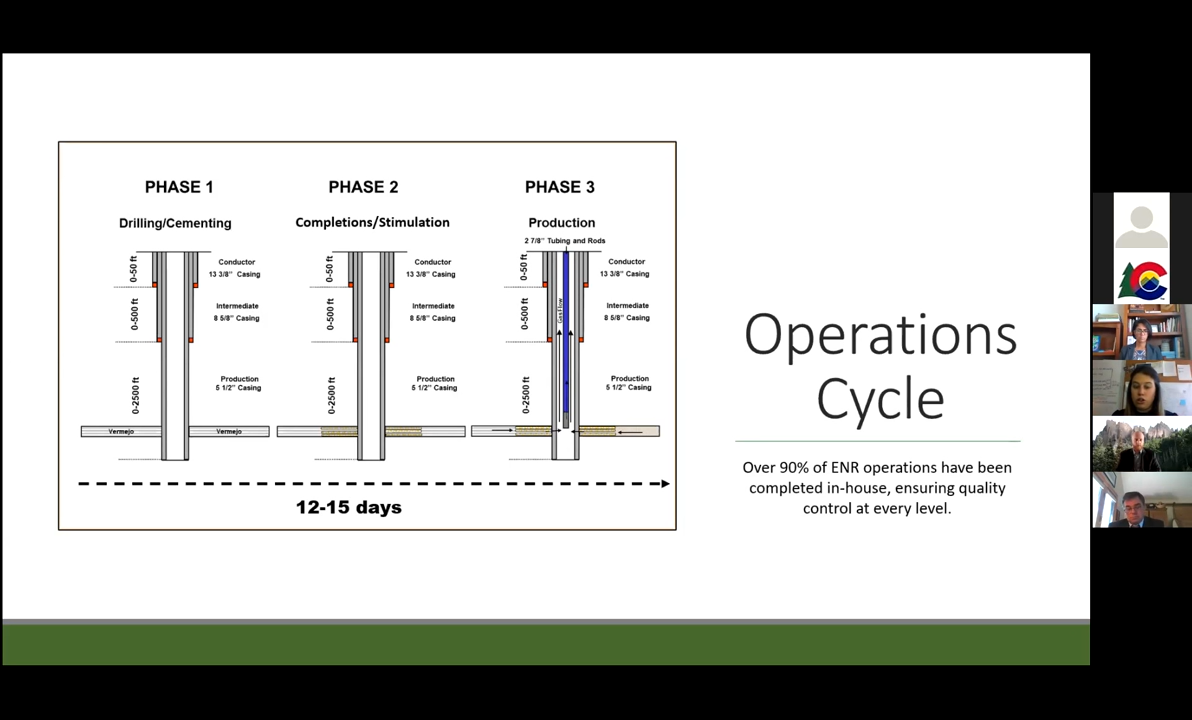 PHASE 1
Drilling/Cementing
0-50 ft
Conductor
13 3/8" Casing
0-500 ft
Intermediate
8 5/8" Casing
0-2500 ft
Production
5 1/2" Casing
Vermejo
Vermejo
PHASE 2
Completions/Stimulation
0-50 ft
Conductor
13 3/8" Casing
0-500 ft
Intermediate
8 5/8" Casing
0-2500 ft
Production
5 1/2" Casing
PHASE 3
Production
2 7/8" Tubing and Rods
0-50 ft
Conductor
13 3/8" Casing
0-500 ft
Gas Flow
Intermediate
8 5/8" Casing
0-2500 ft
Production
5 1/2" Casing
12-15 days
Operations
Cycle
Over 90% of ENR operations have been
completed in-house, ensuring quality
control at every level.